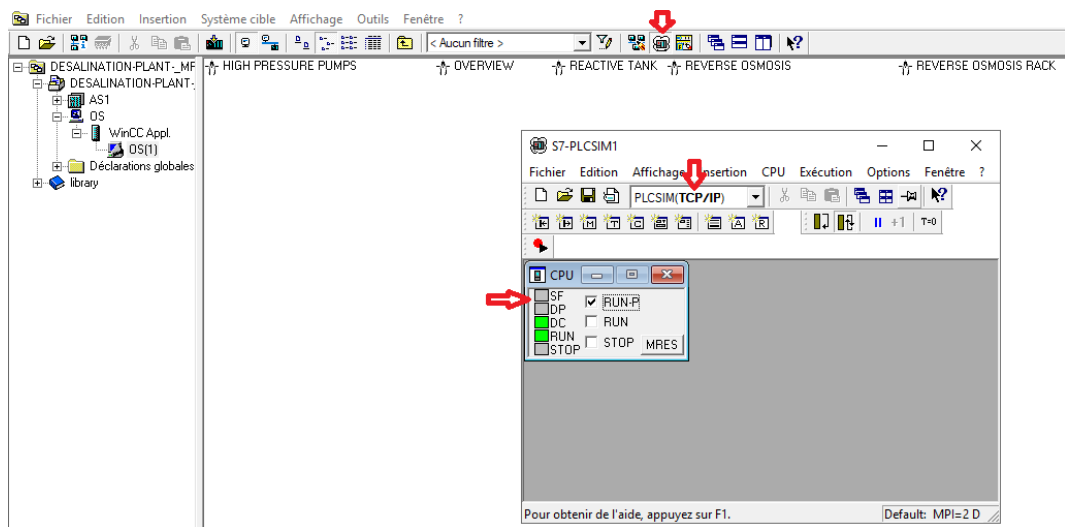 Fichier Edition Insertion Système cible Affichage Outils Fenêtre ?
< Aucun filtre >
DESALINATION-PLANT-_MF
DESALINATION-PLANT-
AS1
OS
WinCC Appl.
OS(1)
Déclarations globales
library
HIGH PRESSURE PUMPS OVERVIEW REACTIVE TANK REVERSE OSMOSIS REVERSE OSMOSIS RACK
S7-PLCSIM1
Fichier Edition Affichage Insertion CPU Exécution Options Fenêtre ?
PLCSIM(TCP/IP)
+1 T=0
CPU
SF
DP
DC
RUN
STOP
RUN-P
RUN
STOP MRES
Pour obtenir de l'aide, appuyez sur F1. Default: MPI=2 D